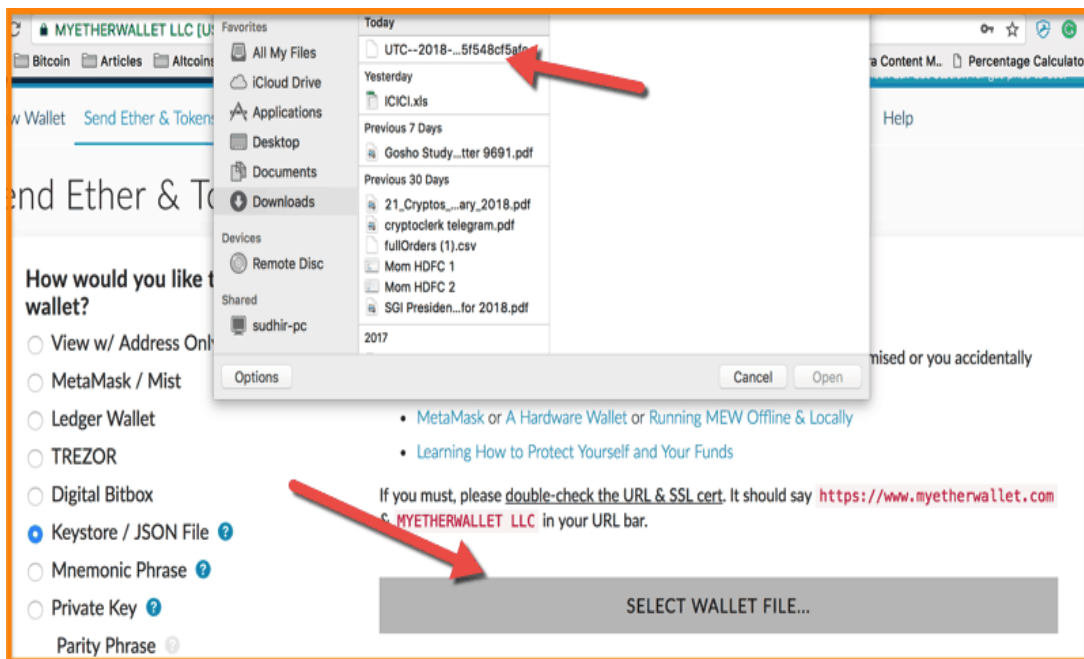 MYETHERWALLET LLC [US
Bitcoin Articles Altcoins
a Content M.. Percentage Calculato
w Wallet Send Ether & Tokens
Help
end Ether & To
Favorites
All My Files
iCloud Drive
Applications
Desktop
Documents
Downloads
Devices
Remote Disc
Shared
sudhir-pc
Options
Today
UTC--2018-...5f548cf5afe
Yesterday
ICICI.xls
Previous 7 Days
Gosho Study...tter 9691.pdf
Previous 30 Days
21_Cryptos_...ary_2018.pdf
cryptoclerk telegram.pdf
fullOrders (1).csv
Mom HDFC 1
Mom HDFC 2
SGI Presiden...for 2018.pdf
2017
Cancel Open
How would you like t
wallet?
View w/ Address Onl
MetaMask / Mist
Ledger Wallet
TREZOR
Digital Bitbox
Keystore / JSON File ?
Mnemonic Phrase ?
Private Key ?
Parity Phrase ?
mised or you accidentally
• MetaMask or A Hardware Wallet or Running MEW Offline & Locally
• Learning How to Protect Yourself and Your Funds
If you must, please double-check the URL & SSL cert. It should say https://www.myetherwallet.com
& MYETHERWALLET LLC in your URL bar.
SELECT WALLET FILE...